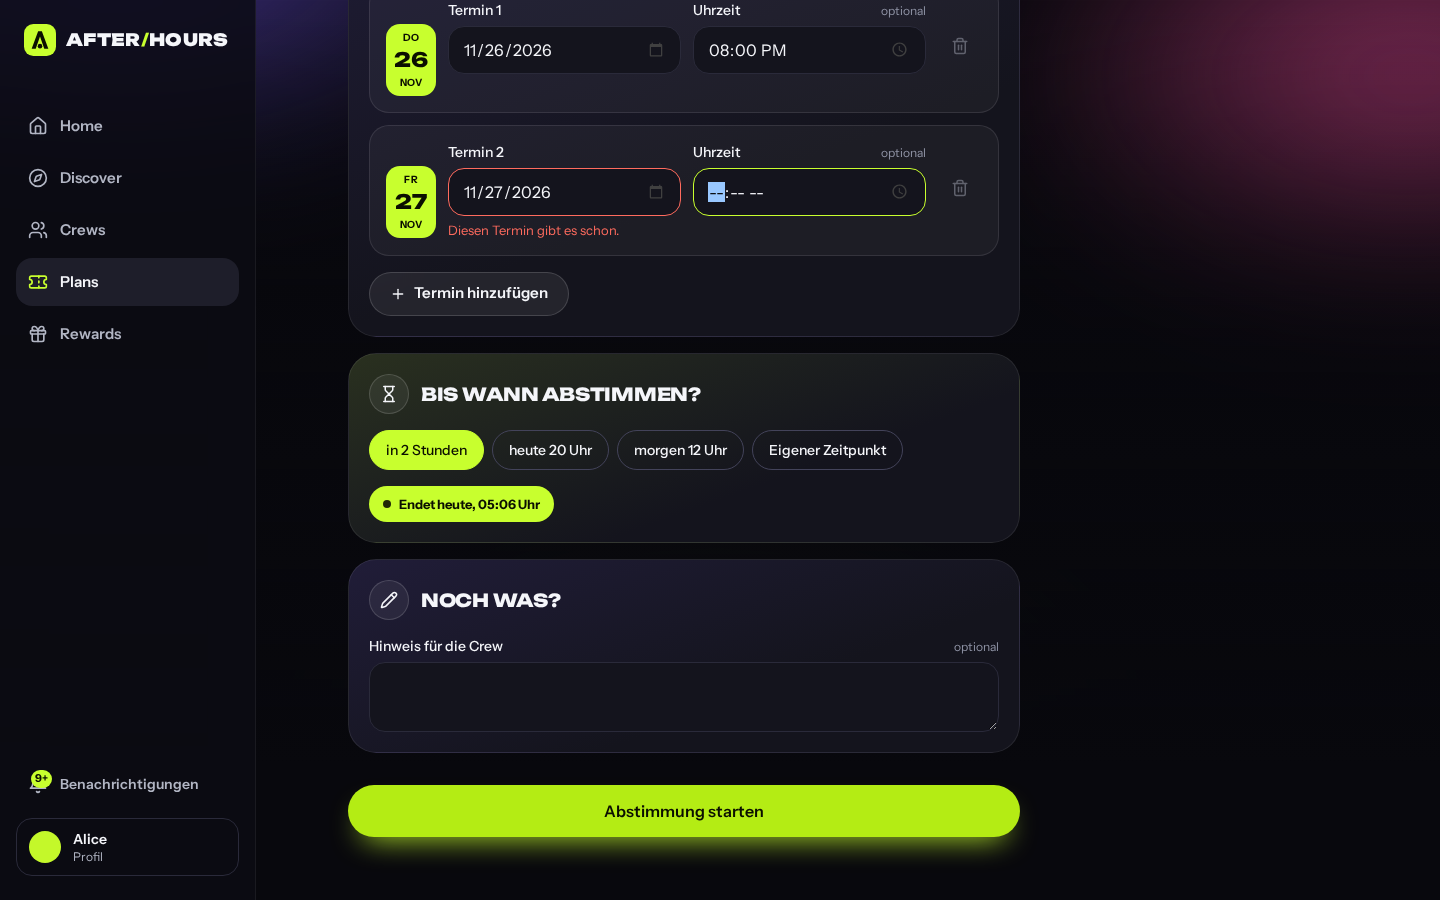 AFTER/HOURS
Home
Discover
Crews
Plans
Rewards
9+
Benachrichtigungen
Alice
Profil
Termin 1
Uhrzeit
optional
DO
26
NOV
11/26/2026
08:00 PM
Termin 2
Uhrzeit
optional
FR
27
NOV
11/27/2026
--:-- --
Diesen Termin gibt es schon.
+ Termin hinzufügen
BIS WANN ABSTIMMEN?
in 2 Stunden
heute 20 Uhr
morgen 12 Uhr
Eigener Zeitpunkt
Endet heute, 05:06 Uhr
NOCH WAS?
Hinweis für die Crew
optional
Abstimmung starten